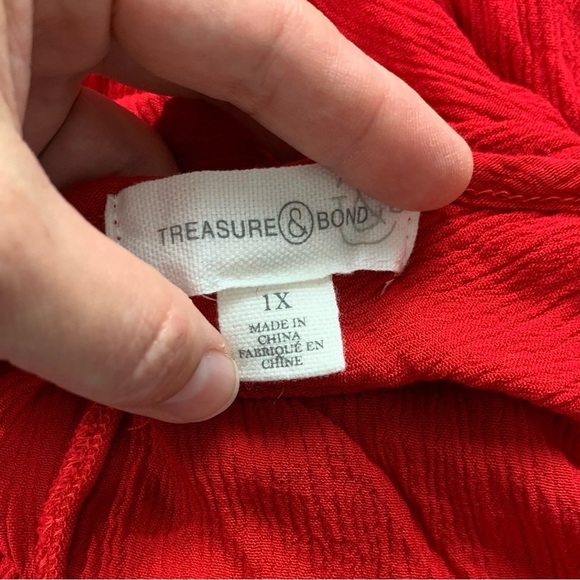 TREASURE & BOND
1X
MADE IN
CHINA
FABRIQUÉ EN
CHINE